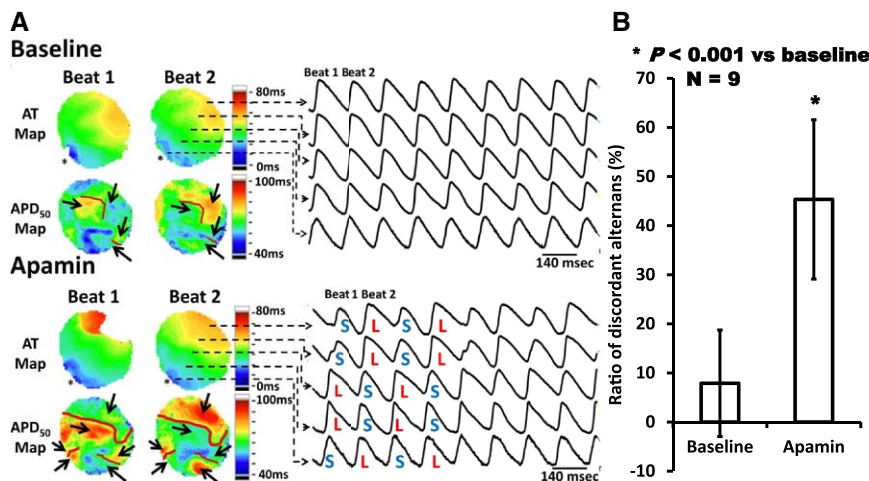 A
Baseline
Beat 1 Beat 2
AT Map
80ms
0ms
*
*
APD50 Map
100ms
40ms
Beat 1 Beat 2
140 msec
Apamin
Beat 1 Beat 2
AT Map
80ms
0ms
*
*
APD50 Map
100ms
40ms
Beat 1 Beat 2
S L S L
S L S L
L S L S
L S L S
S L S L
140 msec
B
* P < 0.001 vs baseline
N = 9
Ratio of discordant alternans (%)
70
60
50
40
30
20
10
0
-10
*
Baseline Apamin